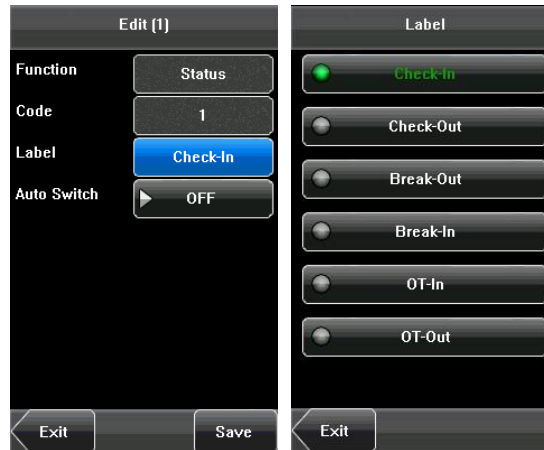 Edit (1)
Function Status
Code 1
Label Check-In
Auto Switch OFF
Exit Save
Label
Check-In
Check-Out
Break-Out
Break-In
OT-In
OT-Out
Exit